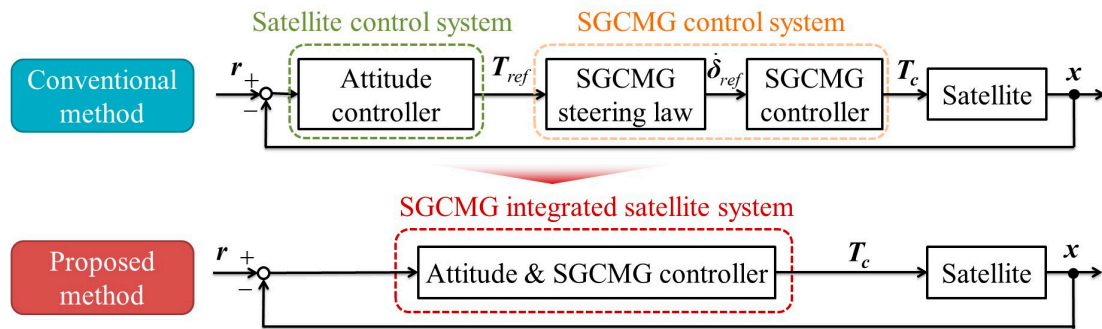 Satellite control system
SGCMG control system
Conventional
method
r
+
−
Attitude
controller
T_ref
SGCMG
steering law
δ̇_ref
SGCMG
controller
T_c
Satellite
x
SGCMG integrated satellite system
Proposed
method
r
+
−
Attitude & SGCMG controller
T_c
Satellite
x